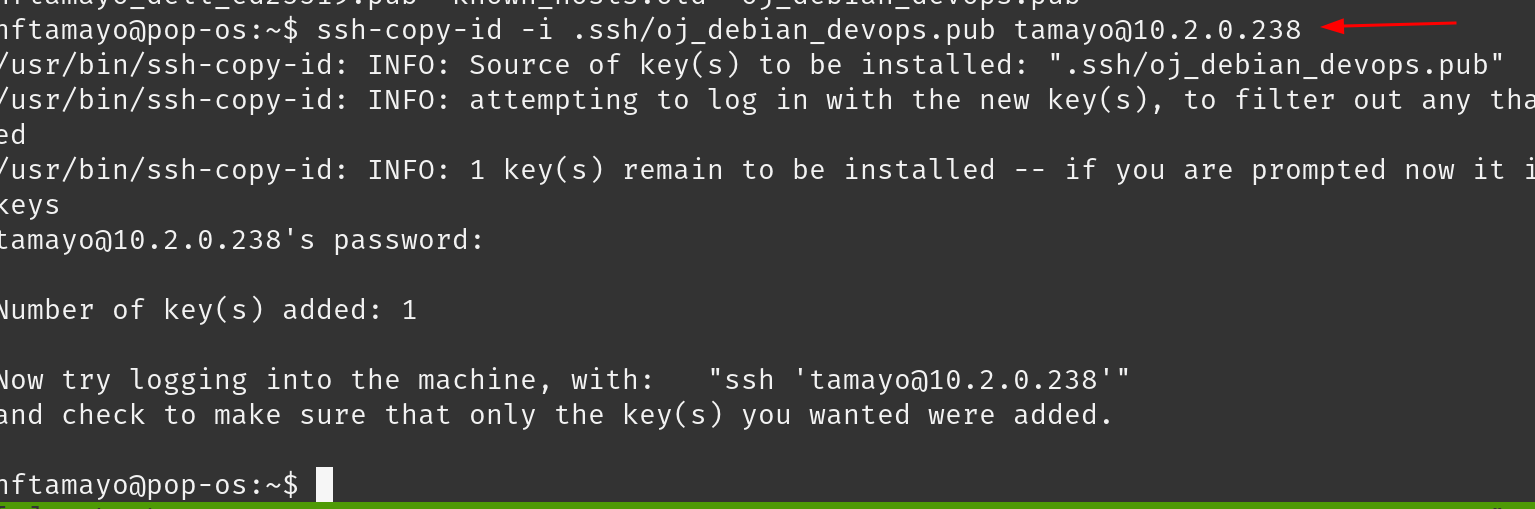 nftamayo@pop-os:~$ ssh-copy-id -i .ssh/oj_debian_devops.pub tamayo@10.2.0.238
/usr/bin/ssh-copy-id: INFO: Source of key(s) to be installed: ".ssh/oj_debian_devops.pub"
/usr/bin/ssh-copy-id: INFO: attempting to log in with the new key(s), to filter out any tha
ed
/usr/bin/ssh-copy-id: INFO: 1 key(s) remain to be installed -- if you are prompted now it i
keys
tamayo@10.2.0.238's password:
Number of key(s) added: 1
Now try logging into the machine, with:   "ssh 'tamayo@10.2.0.238'"
and check to make sure that only the key(s) you wanted were added.
nftamayo@pop-os:~$